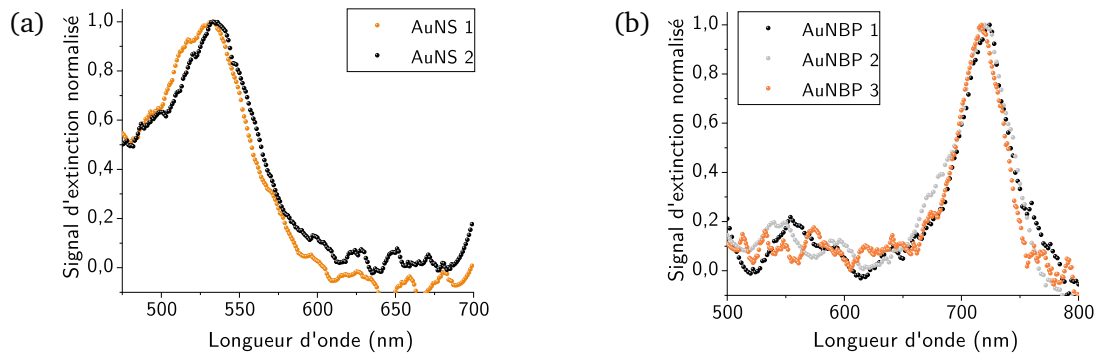 (a)
Signal d'extinction normalisé
1,0
0,8
0,6
0,4
0,2
0,0
AuNS 1
AuNS 2
500 550 600 650 700
Longueur d'onde (nm)
(b)
Signal d'extinction normalisé
1,0
0,8
0,6
0,4
0,2
0,0
AuNBP 1
AuNBP 2
AuNBP 3
500 600 700 800
Longueur d'onde (nm)